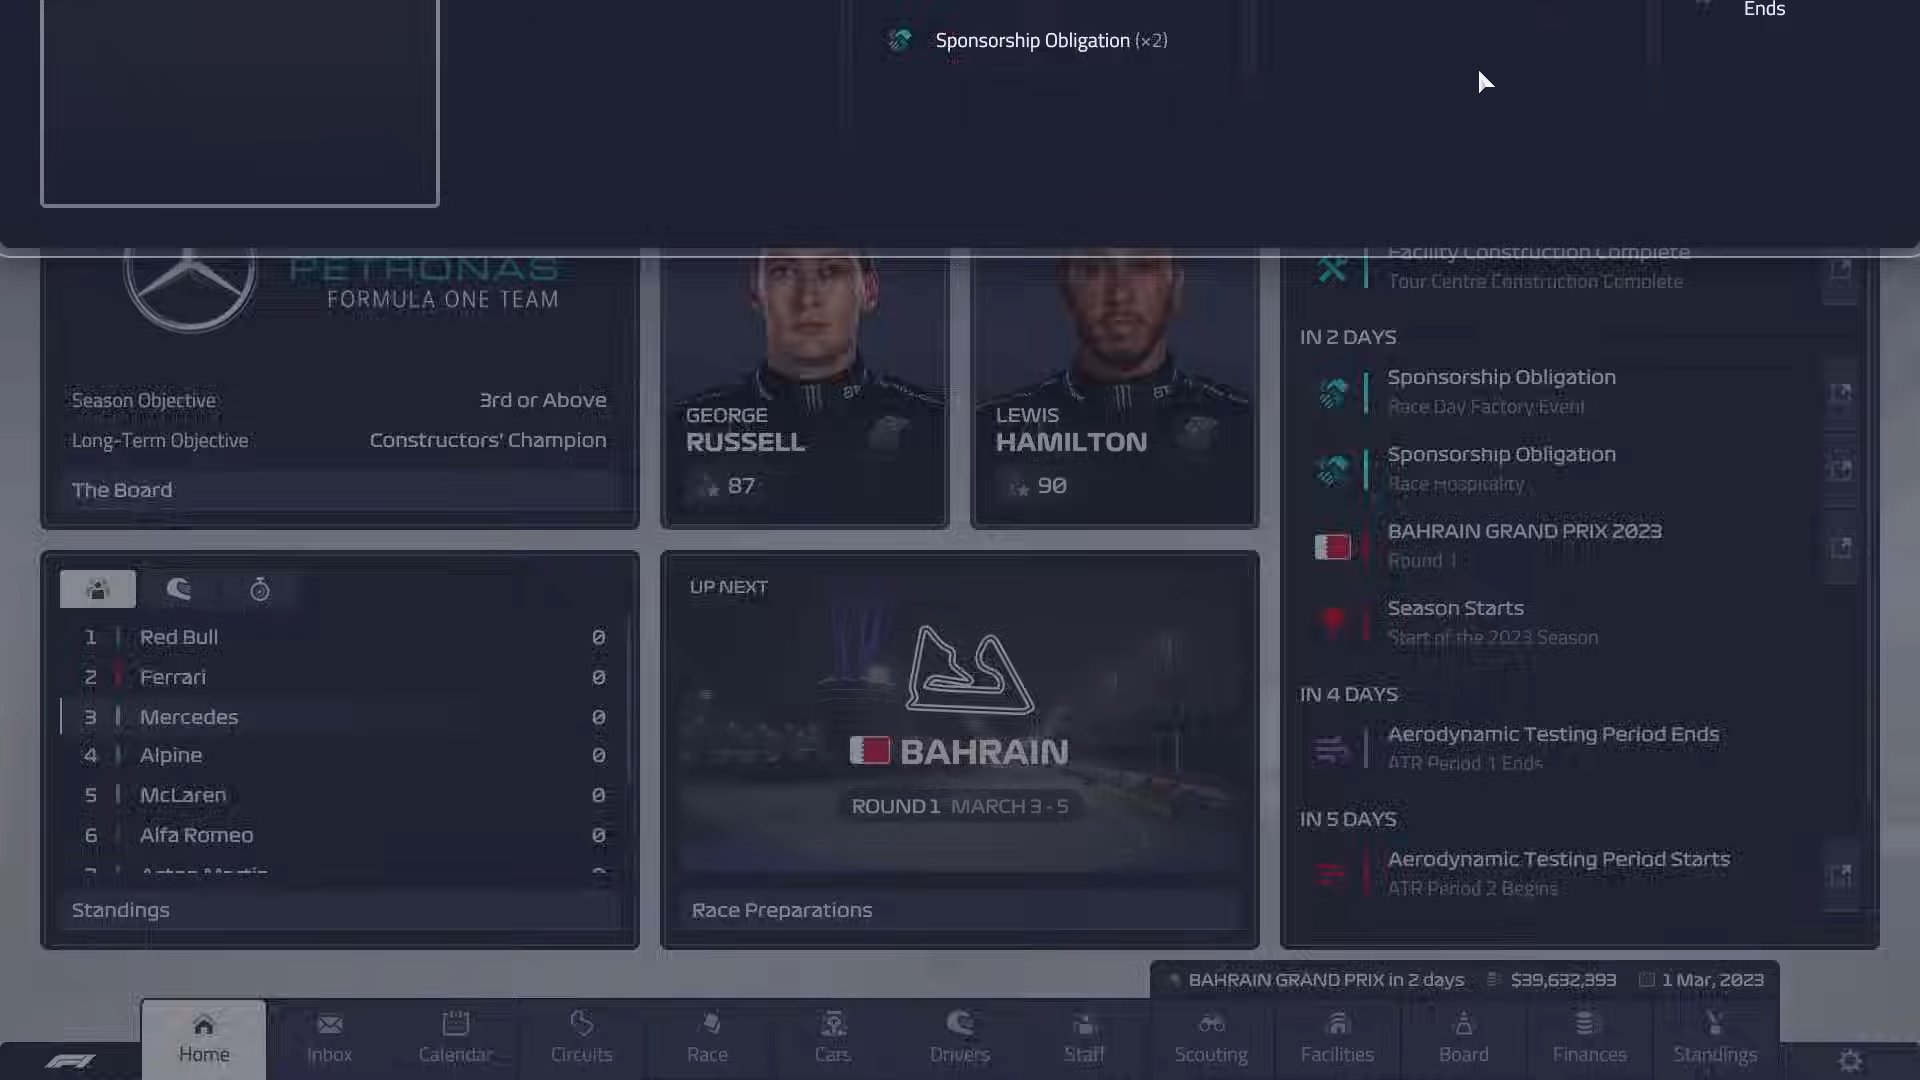 Ends
Sponsorship Obligation (×2)
PETRONAS
FORMULA ONE TEAM
Season Objective
3rd or Above
Long-Term Objective
Constructors' Champion
The Board
GEORGE
RUSSELL
87
LEWIS
HAMILTON
90
Facility Construction Complete
Tour Centre Construction Complete
IN 2 DAYS
Sponsorship Obligation
Race Day Factory Event
Sponsorship Obligation
Race Hospitality
BAHRAIN GRAND PRIX 2023
Round 1
Season Starts
Start of the 2023 Season
IN 4 DAYS
Aerodynamic Testing Period Ends
ATR Period 1 Ends
IN 5 DAYS
Aerodynamic Testing Period Starts
ATR Period 2 Begins
1 Red Bull 0
2 Ferrari 0
3 Mercedes 0
4 Alpine 0
5 McLaren 0
6 Alfa Romeo 0
Standings
UP NEXT
BAHRAIN
ROUND 1 MARCH 3 - 5
Race Preparations
BAHRAIN GRAND PRIX in 2 days
$39,632,393
1 Mar, 2023
Home
Inbox
Calendar
Circuits
Race
Cars
Drivers
Staff
Scouting
Facilities
Board
Finances
Standings